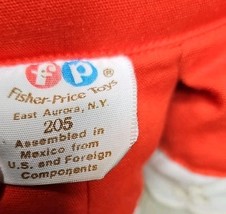 fp®
Fisher-Price Toys
East Aurora, N.Y.
205
Assembled in
Mexico from
U.S. and Foreign
Components